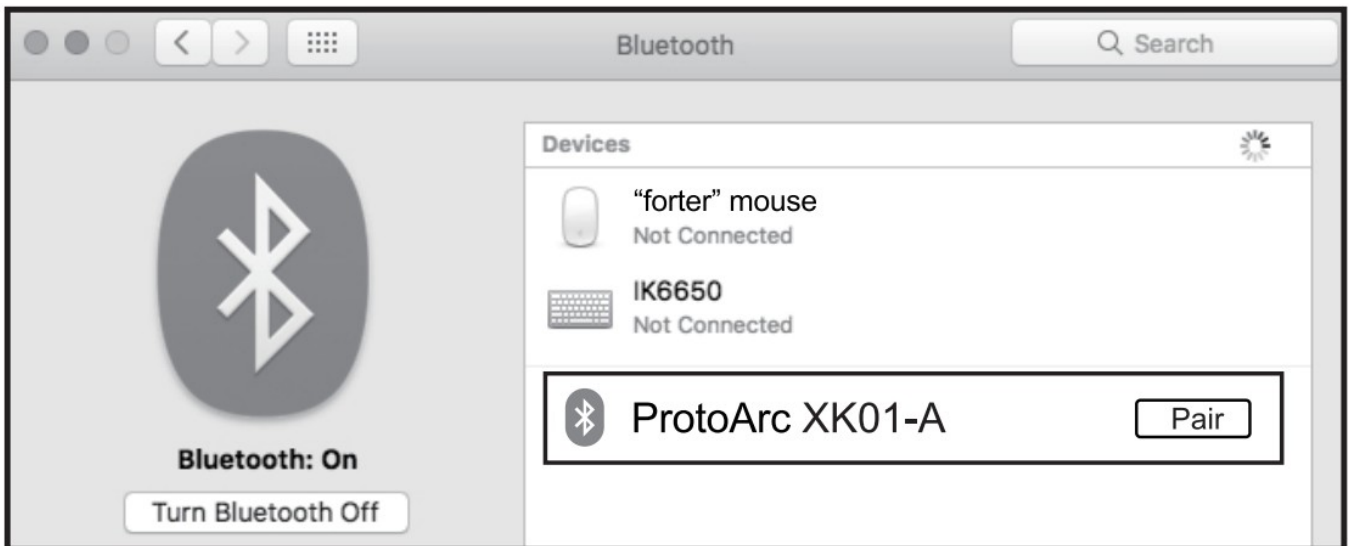 Bluetooth
Search
Devices
“forter” mouse
Not Connected
IK6650
Not Connected
ProtoArc XK01-A
Pair
Bluetooth: On
Turn Bluetooth Off